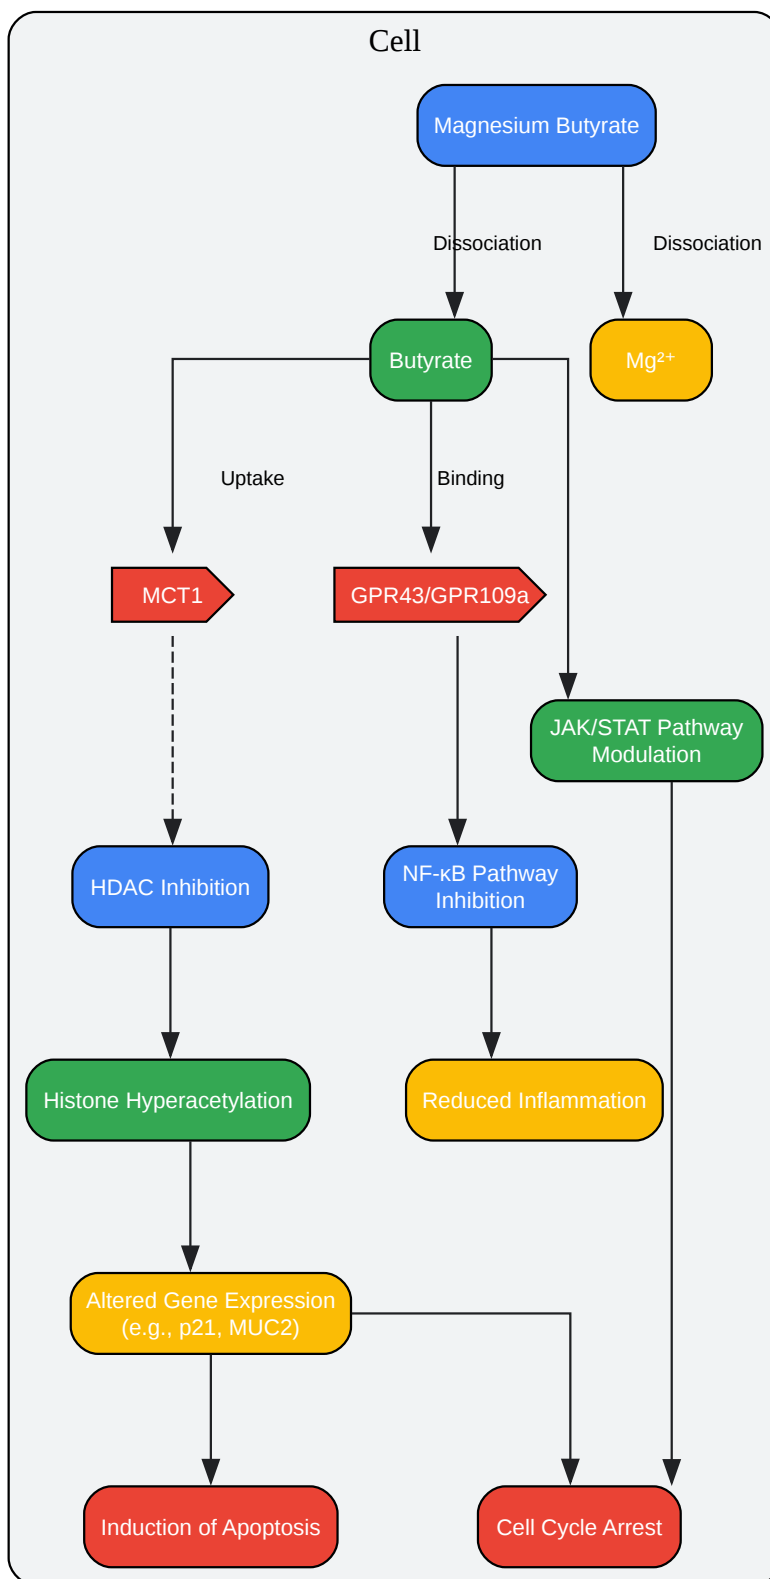 Cell
Magnesium Butyrate
Dissociation
Dissociation
Butyrate
Mg²⁺
Uptake
Binding
MCT1
GPR43/GPR109a
JAK/STAT Pathway
Modulation
HDAC Inhibition
NF-κB Pathway
Inhibition
Histone Hyperacetylation
Reduced Inflammation
Altered Gene Expression
(e.g., p21, MUC2)
Induction of Apoptosis
Cell Cycle Arrest